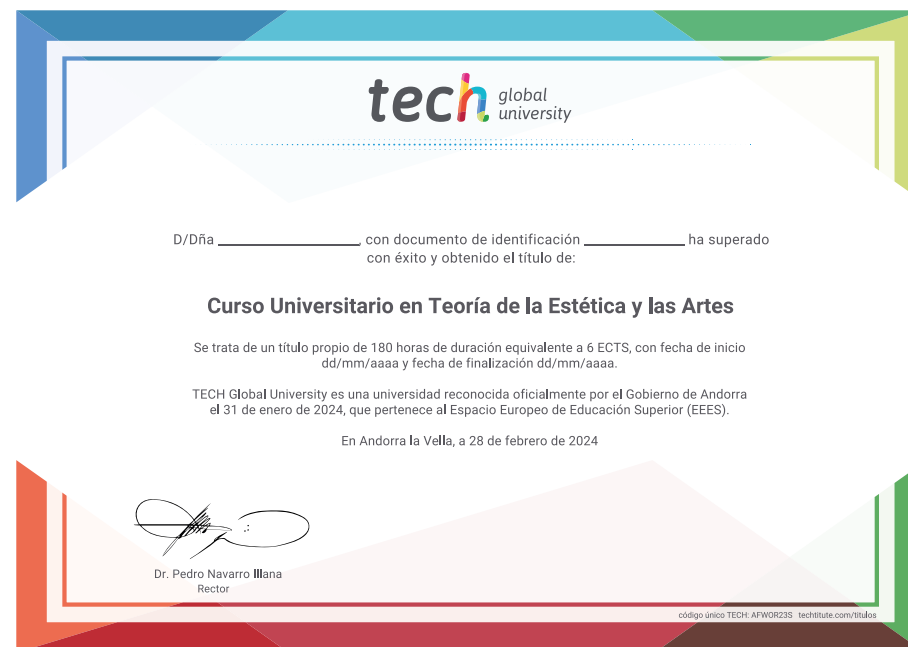 tech global university
D/Dña ____________________, con documento de identificación ______________ ha superado
con éxito y obtenido el título de:
Curso Universitario en Teoría de la Estética y las Artes
Se trata de un título propio de 180 horas de duración equivalente a 6 ECTS, con fecha de inicio
dd/mm/aaaa y fecha de finalización dd/mm/aaaa.
TECH Global University es una universidad reconocida oficialmente por el Gobierno de Andorra
el 31 de enero de 2024, que pertenece al Espacio Europeo de Educación Superior (EEES).
En Andorra la Vella, a 28 de febrero de 2024
Dr. Pedro Navarro Illana
Rector
código único TECH: AFWOR23S techtitute.com/titulos